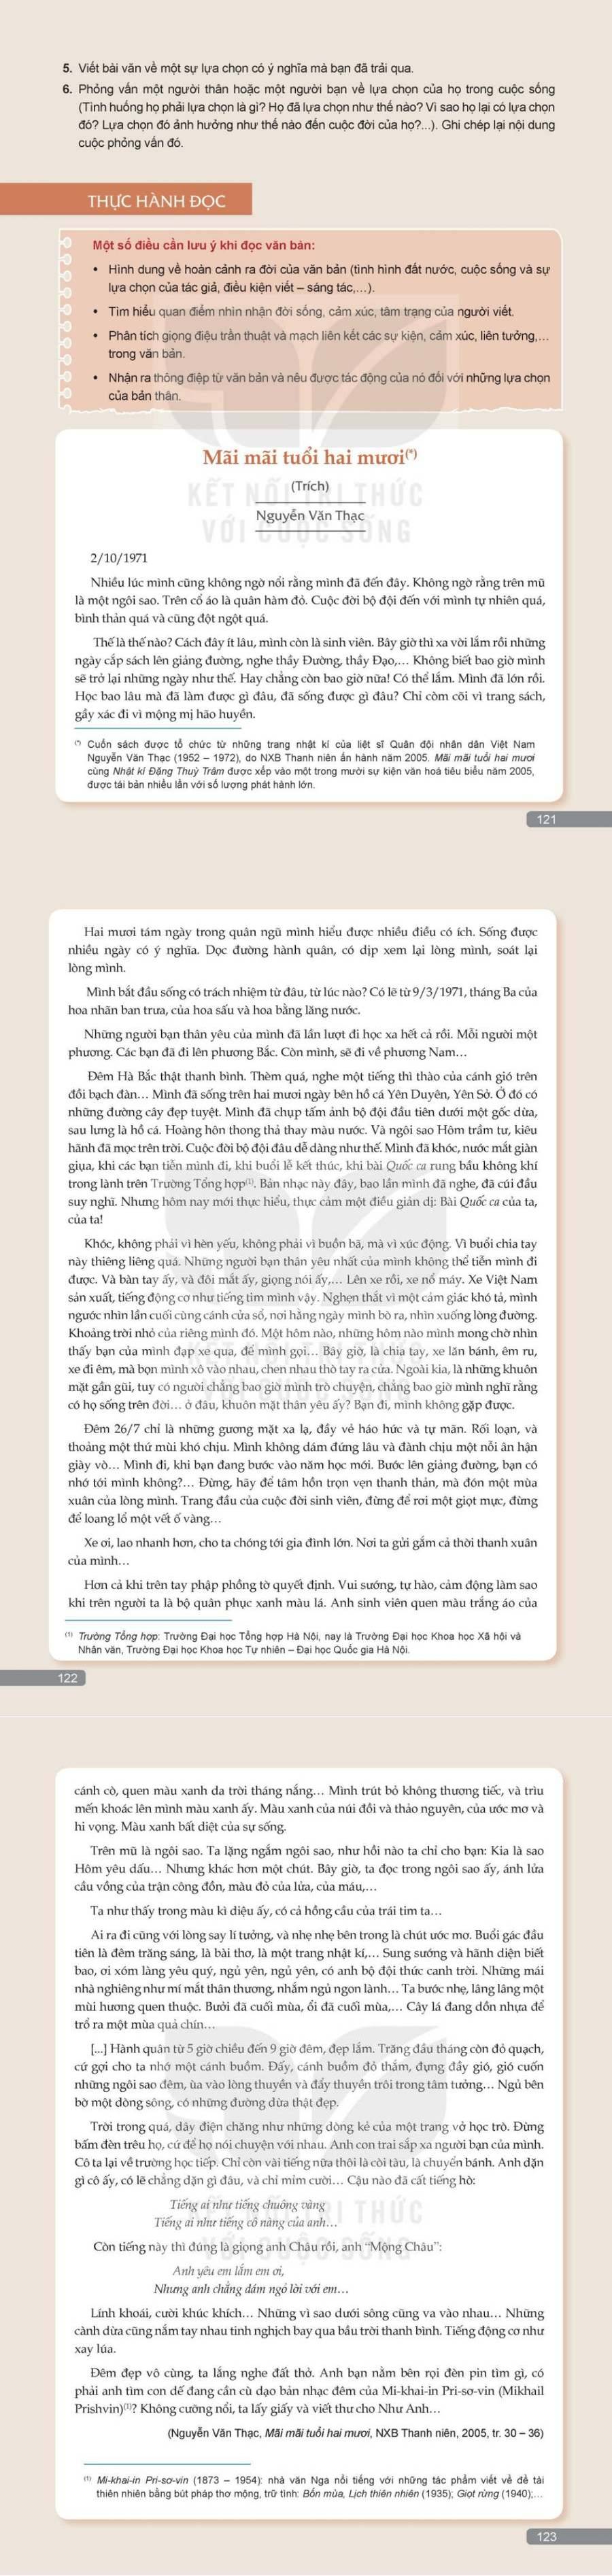 5. Viết bài văn về một sự lựa chọn có ý nghĩa mà bạn đã trải qua.
6. Phỏng vấn một người thân hoặc một người bạn về lựa chọn của họ trong cuộc sống
(Tình huống họ phải lựa chọn là gì? Họ đã lựa chọn như thế nào? Vì sao họ lại có lựa chọn
đó? Lựa chọn đó ảnh hưởng như thế nào đến cuộc đời của họ?...). Ghi chép lại nội dung
cuộc phỏng vấn đó.
THỰC HÀNH ĐỌC
Một số điều cần lưu ý khi đọc văn bản:
• Hình dung về hoàn cảnh ra đời của văn bản (tình hình đất nước, cuộc sống và sự
lựa chọn của tác giả, điều kiện viết – sáng tác,...).
• Tìm hiểu quan điểm nhìn nhận đời sống, cảm xúc, tâm trạng của người viết.
• Phân tích giọng điệu trần thuật và mạch liên kết các sự kiện, cảm xúc, liên tưởng,...
trong văn bản.
• Nhận ra thông điệp từ văn bản và nêu được tác động của nó đối với những lựa chọn
của bản thân.
Mãi mãi tuổi hai mươi(*)
(Trích)
KẾT NỐI TRI THỨC
VỚI CUỘC SỐNG
Nguyễn Văn Thạc
2/10/1971
Nhiều lúc mình cũng không ngờ nổi rằng mình đã đến đây. Không ngờ rằng trên mũ
là một ngôi sao. Trên cổ áo là quân hàm đỏ. Cuộc đời bộ đội đến với mình tự nhiên quá,
bình thản quá và cũng đột ngột quá.
Thế là thế nào? Cách đây ít lâu, mình còn là sinh viên. Bây giờ thì xa vời lắm rồi những
ngày cắp sách lên giảng đường, nghe thầy Đường, thầy Đạo,... Không biết bao giờ mình
sẽ trở lại những ngày như thế. Hay chẳng còn bao giờ nữa! Có thể lắm. Mình đã lớn rồi.
Học bao lâu mà đã làm được gì đâu, đã sống được gì đâu? Chỉ còm cõi vì trang sách,
gầy xác đi vì mộng mị hão huyền.
(*) Cuốn sách được tổ chức từ những trang nhật kí của liệt sĩ Quân đội nhân dân Việt Nam
Nguyễn Văn Thạc (1952 – 1972), do NXB Thanh niên ấn hành năm 2005. Mãi mãi tuổi hai mươi
cùng Nhật kí Đặng Thuỳ Trâm được xếp vào một trong mười sự kiện văn hoá tiêu biểu năm 2005,
được tái bản nhiều lần với số lượng phát hành lớn.
121
Hai mươi tám ngày trong quân ngũ mình hiểu được nhiều điều có ích. Sống được
nhiều ngày có ý nghĩa. Dọc đường hành quân, có dịp xem lại lòng mình, soát lại
lòng mình.
Mình bắt đầu sống có trách nhiệm từ đâu, từ lúc nào? Có lẽ từ 9/3/1971, tháng Ba của
hoa nhãn ban trưa, của hoa sấu và hoa bằng lăng nước.
Những người bạn thân yêu của mình đã lần lượt đi học xa hết cả rồi. Mỗi người một
phương. Các bạn đã đi lên phương Bắc. Còn mình, sẽ đi về phương Nam...
Đêm Hà Bắc thật thanh bình. Thèm quá, nghe một tiếng thì thào của cánh gió trên
đồi bạch đàn... Mình đã sống trên hai mươi ngày bên hồ cá Yên Duyên, Yên Sở. Ở đó có
những đường cây đẹp tuyệt. Mình đã chụp tấm ảnh bộ đội đầu tiên dưới một gốc dừa,
sau lưng là hồ cá. Hoàng hôn thong thả thay màu nước. Và ngôi sao Hôm trầm tư, kiêu
hãnh đã mọc trên trời. Cuộc đời bộ đội đâu dễ dàng như thế. Mình đã khóc, nước mắt giàn
giụa, khi các bạn tiễn mình đi, khi buổi lễ kết thúc, khi bài Quốc ca rung bầu không khí
trong lành trên Trường Tổng hợp(1). Bản nhạc này đây, bao lần mình đã nghe, đã cúi đầu
suy nghĩ. Nhưng hôm nay mới thực hiểu, thực cảm một điều giản dị: Bài Quốc ca của ta,
của ta!
Khóc, không phải vì hèn yếu, không phải vì buồn bã, mà vì xúc động. Vì buổi chia tay
này thiêng liêng quá. Những người bạn thân yêu nhất của mình không thể tiễn mình đi
được. Và bàn tay ấy, và đôi mắt ấy, giọng nói ấy,... Lên xe rồi, xe nổ máy. Xe Việt Nam
sản xuất, tiếng động cơ như tiếng tim mình vậy. Nghẹn thắt vì một cảm giác khó tả, mình
ngước nhìn lần cuối cùng cánh cửa sổ, nơi hằng ngày mình bò ra, nhìn xuống lòng đường.
Khoảng trời nhỏ của riêng mình đó. Một hôm nào, những hôm nào mình mong chờ nhìn
thấy bạn của mình đạp xe qua, để mình gọi... Bây giờ, là chia tay, xe lăn bánh, êm ru,
xe đi êm, mà bọn mình xô vào nhau, chen nhau thò tay ra cửa. Ngoài kia, là những khuôn
mặt gần gũi, tuy có người chẳng bao giờ mình trò chuyện, chẳng bao giờ mình nghĩ rằng
có họ sống trên đời... ở đâu, khuôn mặt thân yêu ấy? Bạn đi, mình không gặp được.
Đêm 26/7 chỉ là những gương mặt xa lạ, đầy vẻ háo hức và tự mãn. Rối loạn, và
thoảng một thứ mùi khó chịu. Mình không dám đứng lâu và đành chịu một nỗi ân hận
giày vò... Mình đi, khi bạn đang bước vào năm học mới. Bước lên giảng đường, bạn có
nhớ tới mình không?... Đừng, hãy để tâm hồn trọn vẹn thanh thản, mà đón một mùa
xuân của lòng mình. Trang đầu của cuộc đời sinh viên, đừng để rơi một giọt mực, đừng
để loang lổ một vết ố vàng...
Xe ơi, lao nhanh hơn, cho ta chóng tới gia đình lớn. Nơi ta gửi gắm cả thời thanh xuân
của mình...
Hơn cả khi trên tay phập phồng tờ quyết định. Vui sướng, tự hào, cảm động làm sao
khi trên người ta là bộ quân phục xanh màu lá. Anh sinh viên quen màu trắng áo của
(1) Trường Tổng hợp: Trường Đại học Tổng hợp Hà Nội, nay là Trường Đại học Khoa học Xã hội và
Nhân văn, Trường Đại học Khoa học Tự nhiên – Đại học Quốc gia Hà Nội.
122
cánh cò, quen màu xanh da trời tháng nắng... Mình trút bỏ không thương tiếc, và trìu
mến khoác lên mình màu xanh ấy. Màu xanh của núi đồi và thảo nguyên, của ước mơ và
hi vọng. Màu xanh bất diệt của sự sống.
Trên mũ là ngôi sao. Ta lặng ngắm ngôi sao, như hồi nào ta chỉ cho bạn: Kia là sao
Hôm yêu dấu... Nhưng khác hơn một chút. Bây giờ, ta đọc trong ngôi sao ấy, ánh lửa
cầu vồng của trận công đồn, màu đỏ của lửa, của máu,...
Ta như thấy trong màu kì diệu ấy, có cả hồng cầu của trái tim ta...
Ai ra đi cũng với lòng say lí tưởng, và nhẹ nhẹ bên trong là chút ước mơ. Buổi gác đầu
tiên là đêm trăng sáng, là bài thơ, là một trang nhật kí,... Sung sướng và hãnh diện biết
bao, ơi xóm làng yêu quý, ngủ yên, ngủ yên, có anh bộ đội thức canh trời. Những mái
nhà nghiêng như mí mắt thân thương, nhắm ngủ ngon lành... Ta bước nhẹ, lâng lâng một
mùi hương quen thuộc. Bưởi đã cuối mùa, ổi đã cuối mùa,... Cây lá đang dồn nhựa để
trổ ra một mùa quả chín...
[...] Hành quân từ 5 giờ chiều đến 9 giờ đêm, đẹp lắm. Trăng đầu tháng còn đỏ quạch,
cứ gợi cho ta nhớ một cánh buồm. Đấy, cánh buồm đỏ thắm, đựng đầy gió, gió cuốn
những ngôi sao đêm, ùa vào lòng thuyền và đẩy thuyền trôi trong tâm tưởng... Ngủ bên
bờ một dòng sông, có những đường dừa thật đẹp.
Trời trong quá, dây điện chăng như những dòng kẻ của một trang vở học trò. Đừng
bấm đèn trêu họ, cứ để họ nói chuyện với nhau. Anh con trai sắp xa người bạn của mình.
Cô ta lại về trường học tiếp. Chỉ còn vài tiếng nữa thôi là còi tàu, là chuyển bánh. Anh dặn
gì cô ấy, có lẽ chẳng dặn gì đâu, và chỉ mỉm cười... Cậu nào đã cất tiếng hò:
Tiếng ai như tiếng chuông vàng
Tiếng ai như tiếng cô nàng của anh...
Còn tiếng này thì đúng là giọng anh Châu rồi, anh "Mộng Châu":
Anh yêu em lắm em ơi,
Nhưng anh chẳng dám ngỏ lời với em...
Lính khoái, cười khúc khích... Những vì sao dưới sông cũng va vào nhau... Những
cành dừa cũng nắm tay nhau tinh nghịch bay qua bầu trời thanh bình. Tiếng động cơ như
xay lúa.
Đêm đẹp vô cùng, ta lắng nghe đất thở. Anh bạn nằm bên rọi đèn pin tìm gì, có
phải anh tìm con dế đang cần cù dạo bản nhạc đêm của Mi-khai-in Pri-sơ-vin (Mikhail
Prishvin)(1)? Không cưỡng nổi, ta lấy giấy và viết thư cho Như Anh...
(Nguyễn Văn Thạc, Mãi mãi tuổi hai mươi, NXB Thanh niên, 2005, tr. 30 – 36)
(1) Mi-khai-in Pri-sơ-vin (1873 – 1954): nhà văn Nga nổi tiếng với những tác phẩm viết về đề tài
thiên nhiên bằng bút pháp thơ mộng, trữ tình: Bốn mùa, Lịch thiên nhiên (1935); Giọt rừng (1940);...
123